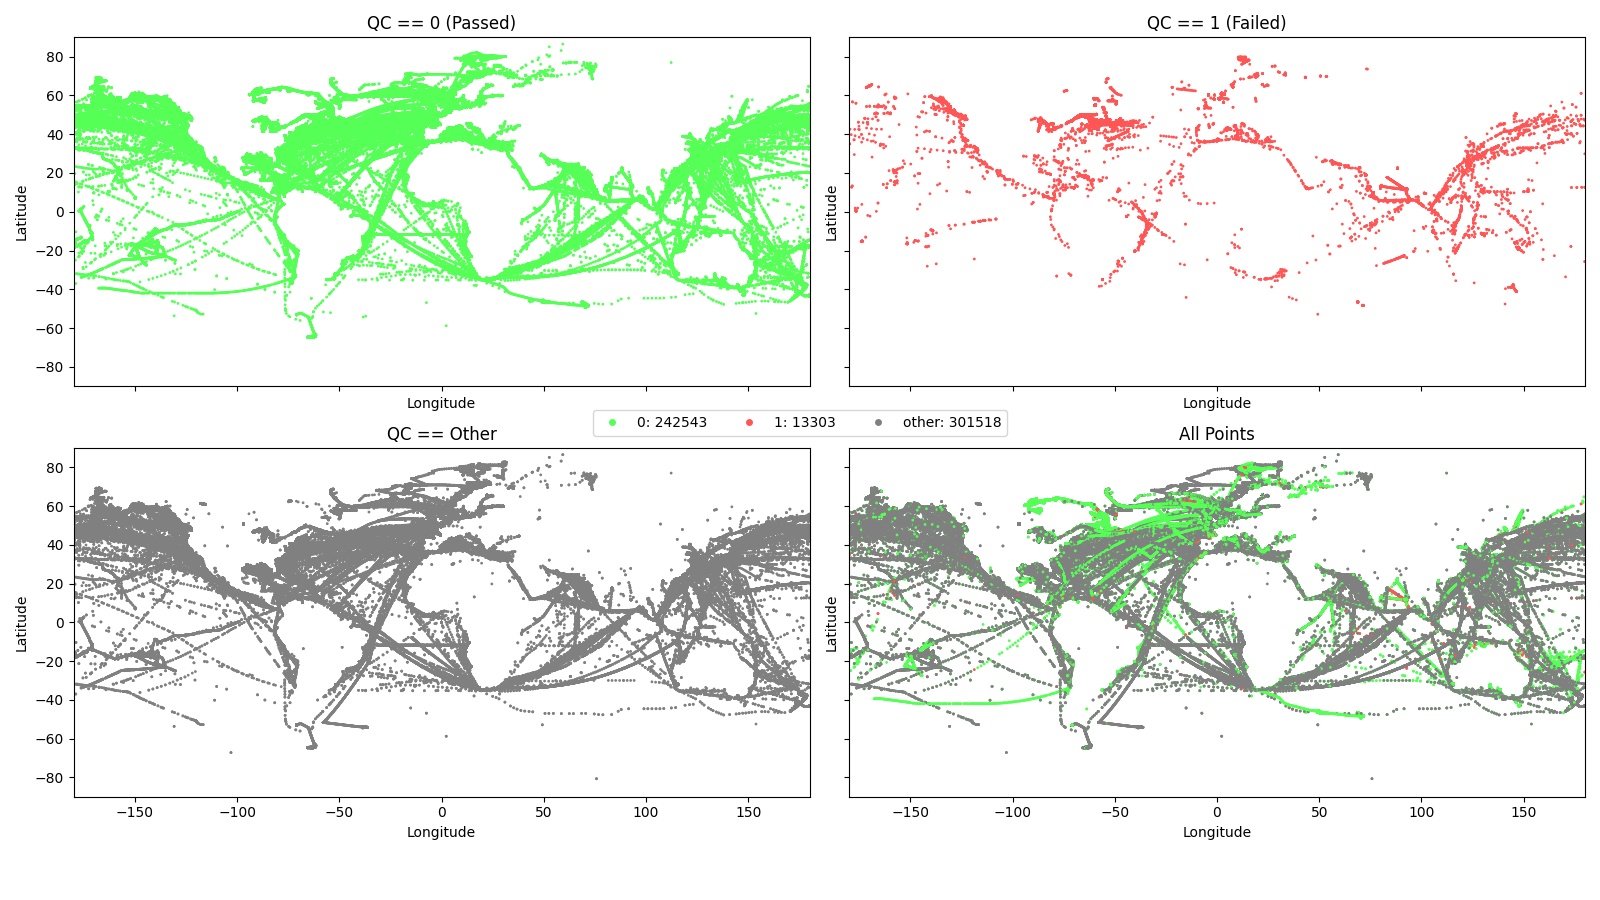 QC == 0 (Passed)
QC == 1 (Failed)
80
60
40
20
0
−20
−40
−60
−80
Latitude
Latitude
Longitude
Longitude
0: 242543
1: 13303
other: 301518
QC == Other
All Points
80
60
40
20
0
−20
−40
−60
−80
Latitude
Latitude
−150
−100
−50
0
50
100
150
−150
−100
−50
0
50
100
150
Longitude
Longitude